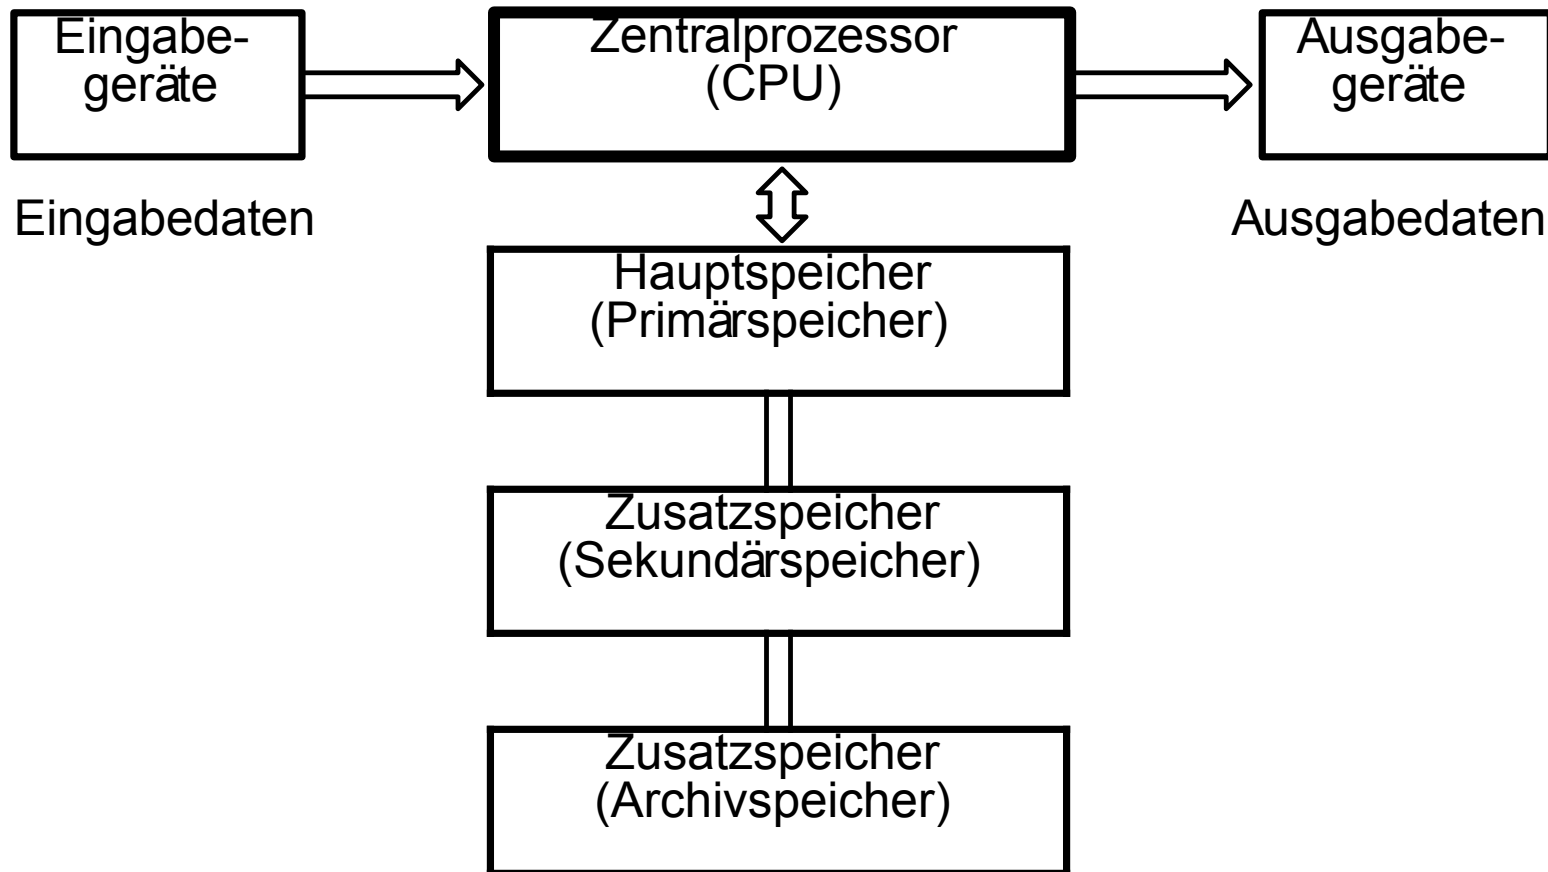 Eingabe-
geräte
Zentralprozessor
(CPU)
Ausgabe-
geräte
Eingabedaten
Ausgabedaten
Hauptspeicher
(Primärspeicher)
Zusatzspeicher
(Sekundärspeicher)
Zusatzspeicher
(Archivspeicher)